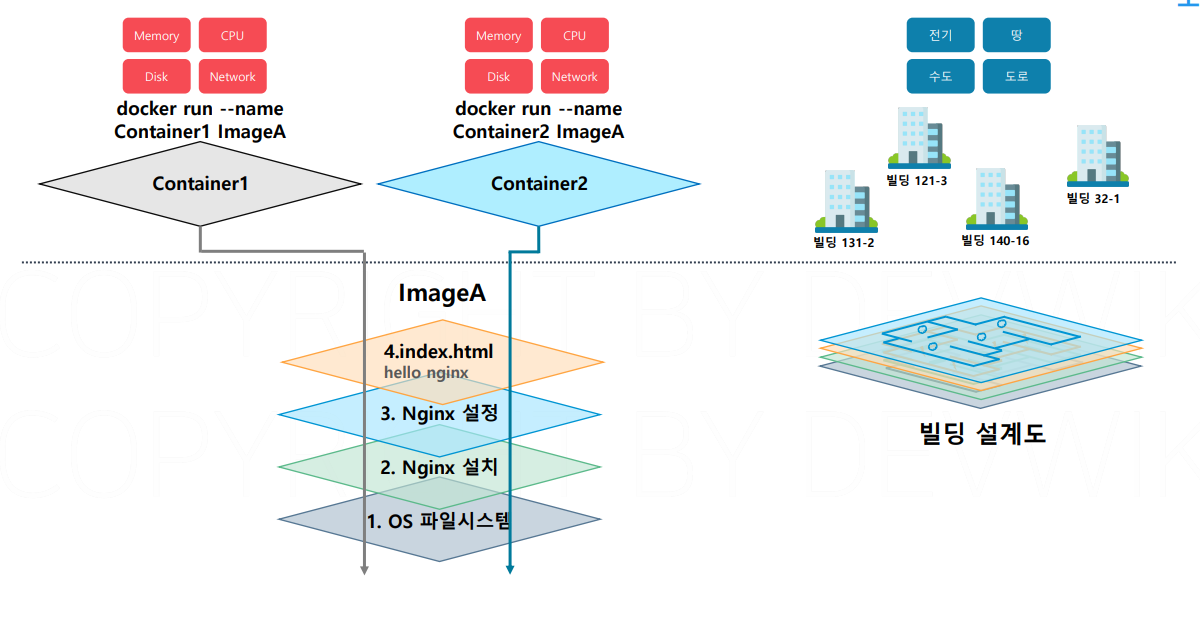 Memory CPU
Disk Network
docker run --name
Container1 ImageA
Container1
Memory CPU
Disk Network
docker run --name
Container2 ImageA
Container2
전기 땅
수도 도로
빌딩 121-3
빌딩 32-1
빌딩 131-2
빌딩 140-16
ImageA
4.index.html
hello nginx
3. Nginx 설정
2. Nginx 설치
1. OS 파일시스템
빌딩 설계도
COPYRIGHT BY DEVWIK
COPYRIGHT BY DEVWIK